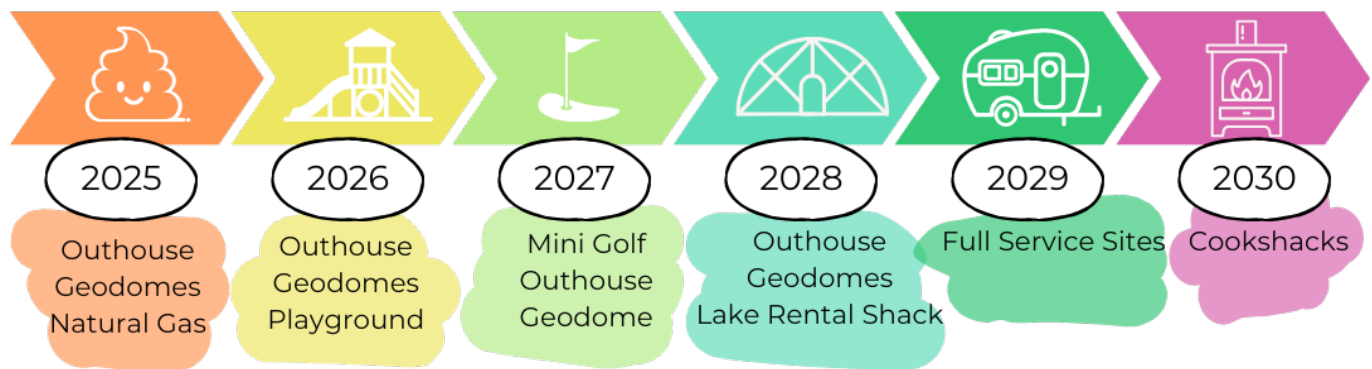 2025
2026
2027
2028
2029
2030
Outhouse
Geodomes
Natural Gas
Outhouse
Geodomes
Playground
Mini Golf
Outhouse
Geodome
Outhouse
Geodomes
Lake Rental Shack
Full Service Sites
Cookshacks